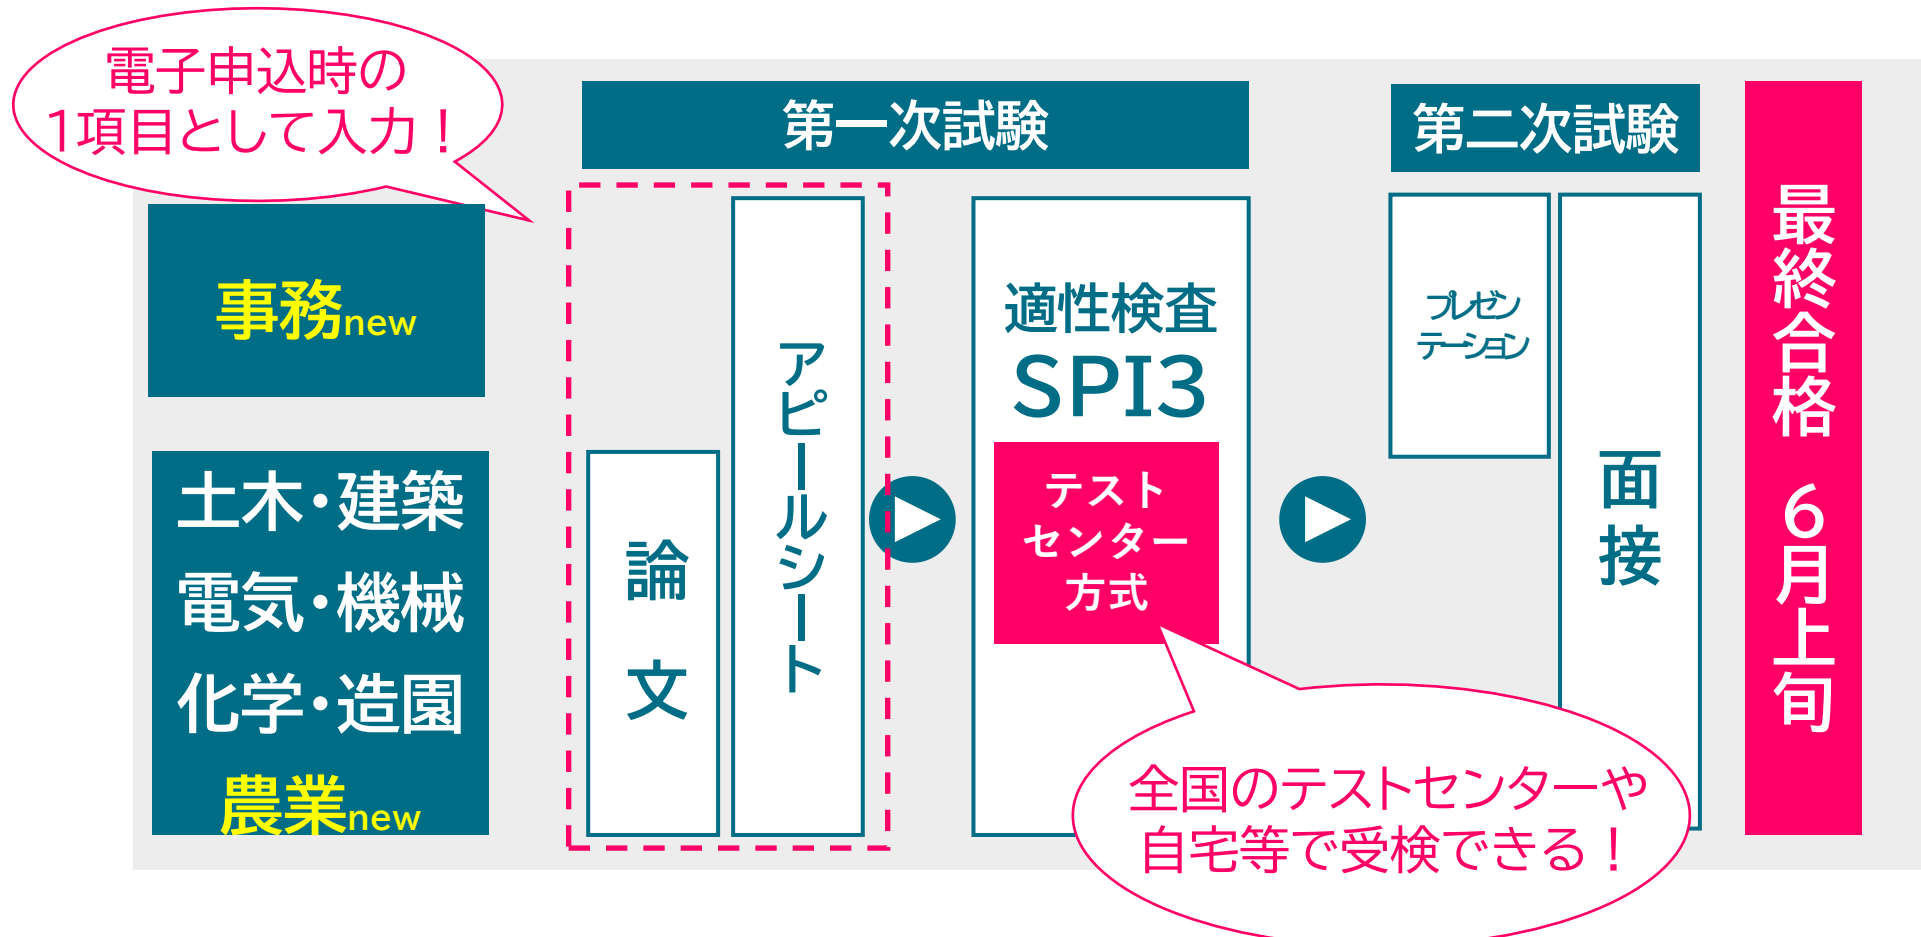 電子申込時の
1項目として入力！
第一次試験
第二次試験
事務new
土木・建築
電気・機械
化学・造園
農業new
論文
アピールシート
適性検査
SPI3
テスト
センター
方式
プレゼン
テーション
面接
最終合格 6月上旬
全国のテストセンターや
自宅等で受検できる！